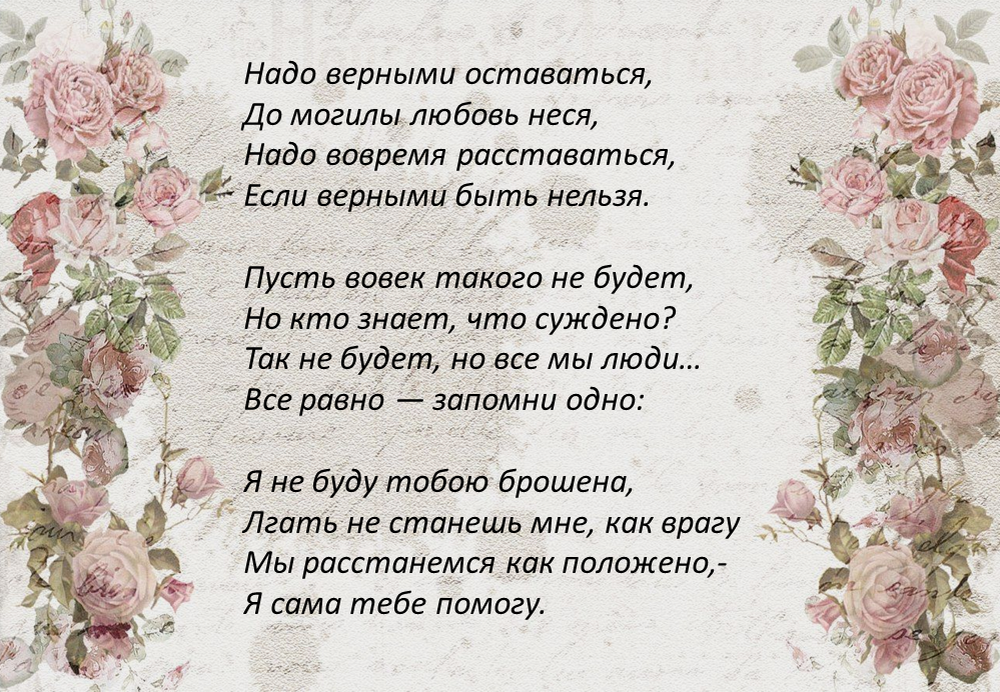 Надо верными оставаться,
До могилы любовь неся,
Надо вовремя расставаться,
Если верными быть нельзя.
Пусть вовек такого не будет,
Но кто знает, что суждено?
Так не будет, но все мы люди...
Все равно — запомни одно:
Я не буду тобою брошена,
Лгать не станешь мне, как врагу
Мы расстанемся как положено,-
Я сама тебе помогу.